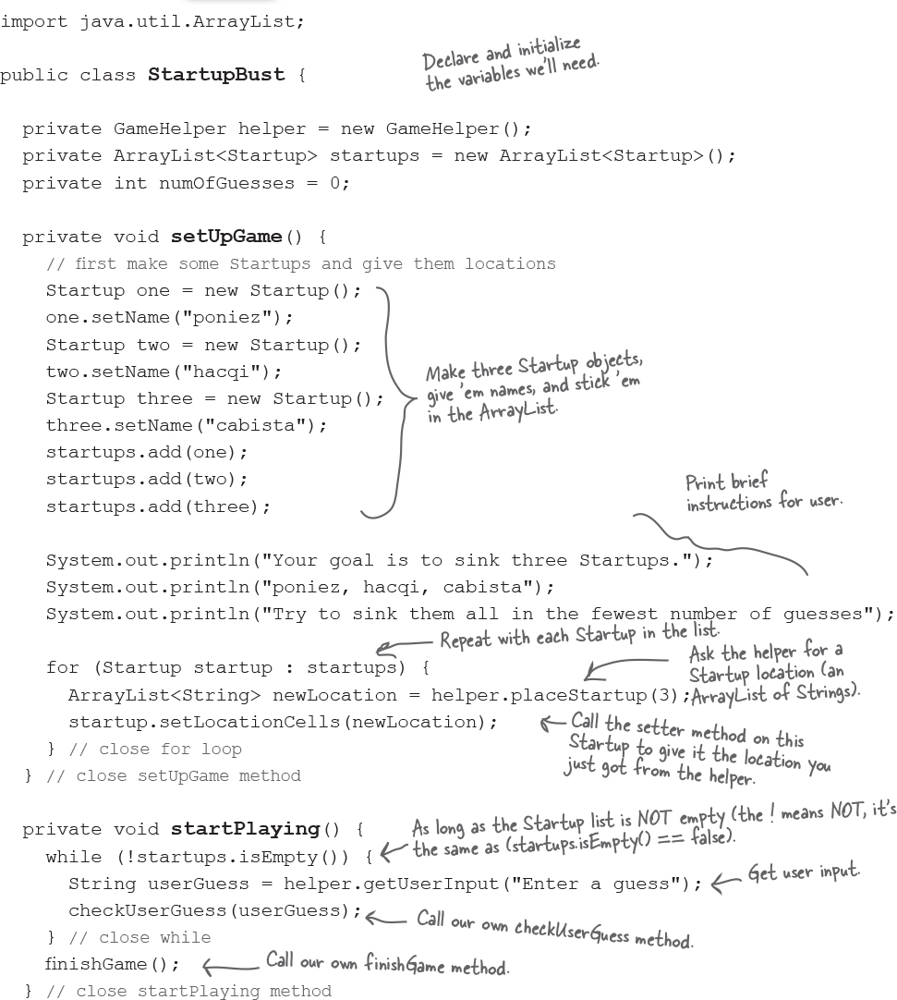 import java.util.ArrayList;
public class StartupBust {
Declare and initialize
the variables we'll need.
private GameHelper helper = new GameHelper();
private ArrayList<Startup> startups = new ArrayList<Startup>();
private int numOfGuesses = 0;
private void setUpGame() {
// first make some Startups and give them locations
Startup one = new Startup();
one.setName("poniez");
Startup two = new Startup();
two.setName("hacqi");
Startup three = new Startup();
three.setName("cabista");
startups.add(one);
startups.add(two);
startups.add(three);
Make three Startup objects,
give 'em names, and stick 'em
in the ArrayList.
Print brief
instructions for user.
System.out.println("Your goal is to sink three Startups.");
System.out.println("poniez, hacqi, cabista");
System.out.println("Try to sink them all in the fewest number of guesses");
Repeat with each Startup in the list.
for (Startup startup : startups) {
ArrayList<String> newLocation = helper.placeStartup(3);
Ask the helper for a
Startup location (an
ArrayList of Strings).
startup.setLocationCells(newLocation);
Call the setter method on this
Startup to give it the location you
just got from the helper.
} // close for loop
} // close setUpGame method
private void startPlaying() {
As long as the Startup list is NOT empty (the ! means NOT, it's
the same as (startups.isEmpty() == false).
while (!startups.isEmpty()) {
String userGuess = helper.getUserInput("Enter a guess");
Get user input.
checkUserGuess(userGuess);
Call our own checkUserGuess method.
} // close while
finishGame();
Call our own finishGame method.
} // close startPlaying method